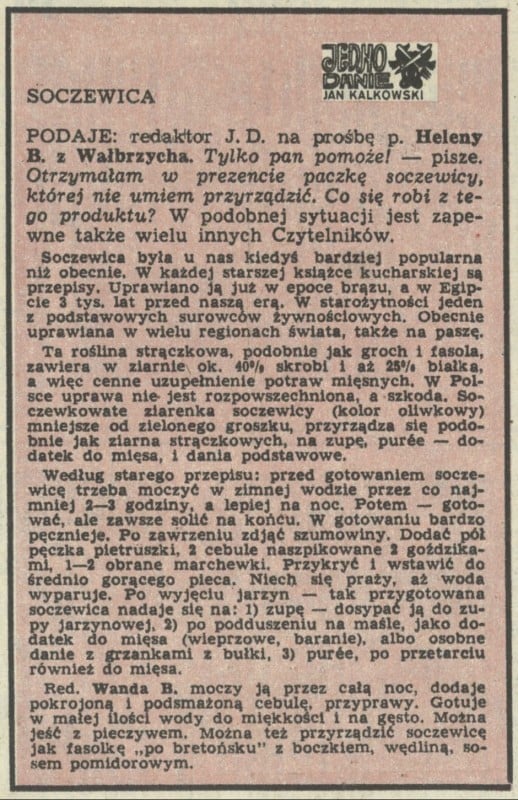 JEDNO
DANIE
JAN KALKOWSKI
SOCZEWICA
PODAJE: redaktor J. D. na prośbę p. Heleny
B. z Wałbrzycha. Tylko pan pomoże! — pisze.
Otrzymałam w prezencie paczkę soczewicy,
której nie umiem przyrządzić. Co się robi z te-
go produktu? W podobnej sytuacji jest zape-
wne także wielu innych Czytelników.
Soczewica była u nas kiedyś bardziej popularna
niż obecnie. W każdej starszej książce kucharskiej są
przepisy. Uprawiano ją już w epoce brązu, a w Egip-
cie 3 tys. lat przed naszą erą. W starożytności jeden
z podstawowych surowców żywnościowych. Obecnie
uprawiana w wielu regionach świata, także na paszę.
Ta roślina strączkowa, podobnie jak groch i fasola,
zawiera w ziarnie ok. 40% skrobi i aż 25% białka,
a więc cenne uzupełnienie potraw mięsnych. W Pol-
sce uprawa nie jest rozpowszechniona, a szkoda. So-
czewkowate ziarenka soczewicy (kolor oliwkowy)
mniejsze od zielonego groszku, przyrządza się podo-
bnie jak ziarna strączkowych, na zupę, purée — do-
datek do mięsa, i dania podstawowe.
Według starego przepisu: przed gotowaniem socze-
wicę trzeba moczyć w zimnej wodzie przez co naj-
mniej 2—3 godziny, a lepiej na noc. Potem — goto-
wać, ale zawsze solić na końcu. W gotowaniu bardzo
pęcznieje. Po zawrzeniu zdjąć szumowiny. Dodać pół
pęczka pietruszki, 2 cebule naszpikowane 2 goździka-
mi, 1—2 obrane marchewki. Przykryć i wstawić do
średnio gorącego pieca. Niech się praży, aż woda
wyparuje. Po wyjęciu jarzyn — tak przygotowana
soczewica nadaje się na: 1) zupę — dosypać ją do zu-
py jarzynowej, 2) po podduszeniu na maśle, jako do-
datek do mięsa (wieprzowe, baranie), albo osobne
danie z grzankami z bułki, 3) purée, po przetarciu
również do mięsa.
Red. Wanda B. moczy ją przez całą noc, dodaje
pokrojoną i podsmażoną cebulę, przyprawy. Gotuje
w małej ilości wody do miękkości i na gęsto. Można
jeść z pieczywem. Można też przyrządzić soczewicę
jak fasolkę „po bretońsku” z boczkiem, wędliną, so-
sem pomidorowym.